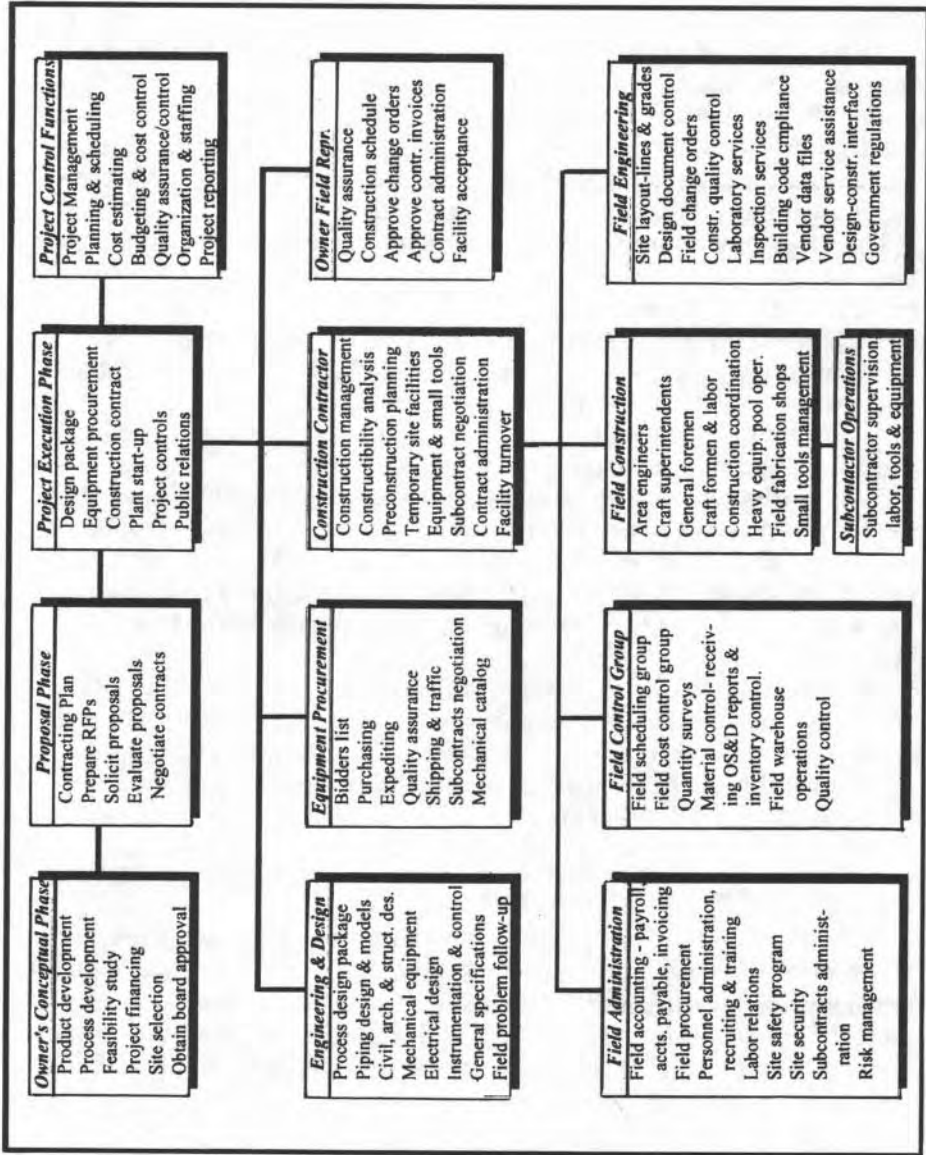 Owner's Conceptual Phase
Product development
Process development
Feasibility study
Project financing
Site selection
Obtain board approval
Proposal Phase
Contracting Plan
Prepare RFPs
Solicit proposals
Evaluate proposals
Negotiate contracts
Project Execution Phase
Design package
Equipment procurement
Construction contract
Plant start-up
Project controls
Public relations
Project Control Functions
Project Management
Planning & scheduling
Cost estimating
Budgeting & cost control
Quality assurance/control
Organization & staffing
Project reporting
Engineering & Design
Process design package
Piping design & models
Civil, arch. & struct. des.
Mechanical equipment
Electrical design
Instrumentation & control
General specifications
Field problem follow-up
Equipment Procurement
Bidders list
Purchasing
Expediting
Quality assurance
Shipping & traffic
Subcontracts negotiation
Mechanical catalog
Construction Contractor
Construction management
Constructibility analysis
Preconstruction planning
Temporary site facilities
Equipment & small tools
Subcontract negotiation
Contract administration
Facility turnover
Owner Field Repr.
Quality assurance
Construction schedule
Approve change orders
Approve contr. invoices
Contract administration
Facility acceptance
Field Administration
Field accounting - payroll,
accts. payable, invoicing
Field procurement
Personnel administration,
recruiting & training
Labor relations
Site safety program
Site security
Subcontracts administ-
ration
Risk management
Field Control Group
Field scheduling group
Field cost control group
Quantity surveys
Material control- receiv-
ing OS&D reports &
inventory control.
Field warehouse
operations
Quality control
Field Construction
Area engineers
Craft superintendents
General foremen
Craft formen & labor
Construction coordination
Heavy equip. pool oper.
Field fabrication shops
Small tools management
Subcontactor Operations
Subcontractor supervision,
labor, tools & equipment
Field Engineering
Site layout-lines & grades
Design document control
Field change orders
Constr. quality control
Laboratory services
Inspection services
Building code cmpliance
Vendor data files
Vendor service assistance
Design-constr. interface
Government regulations